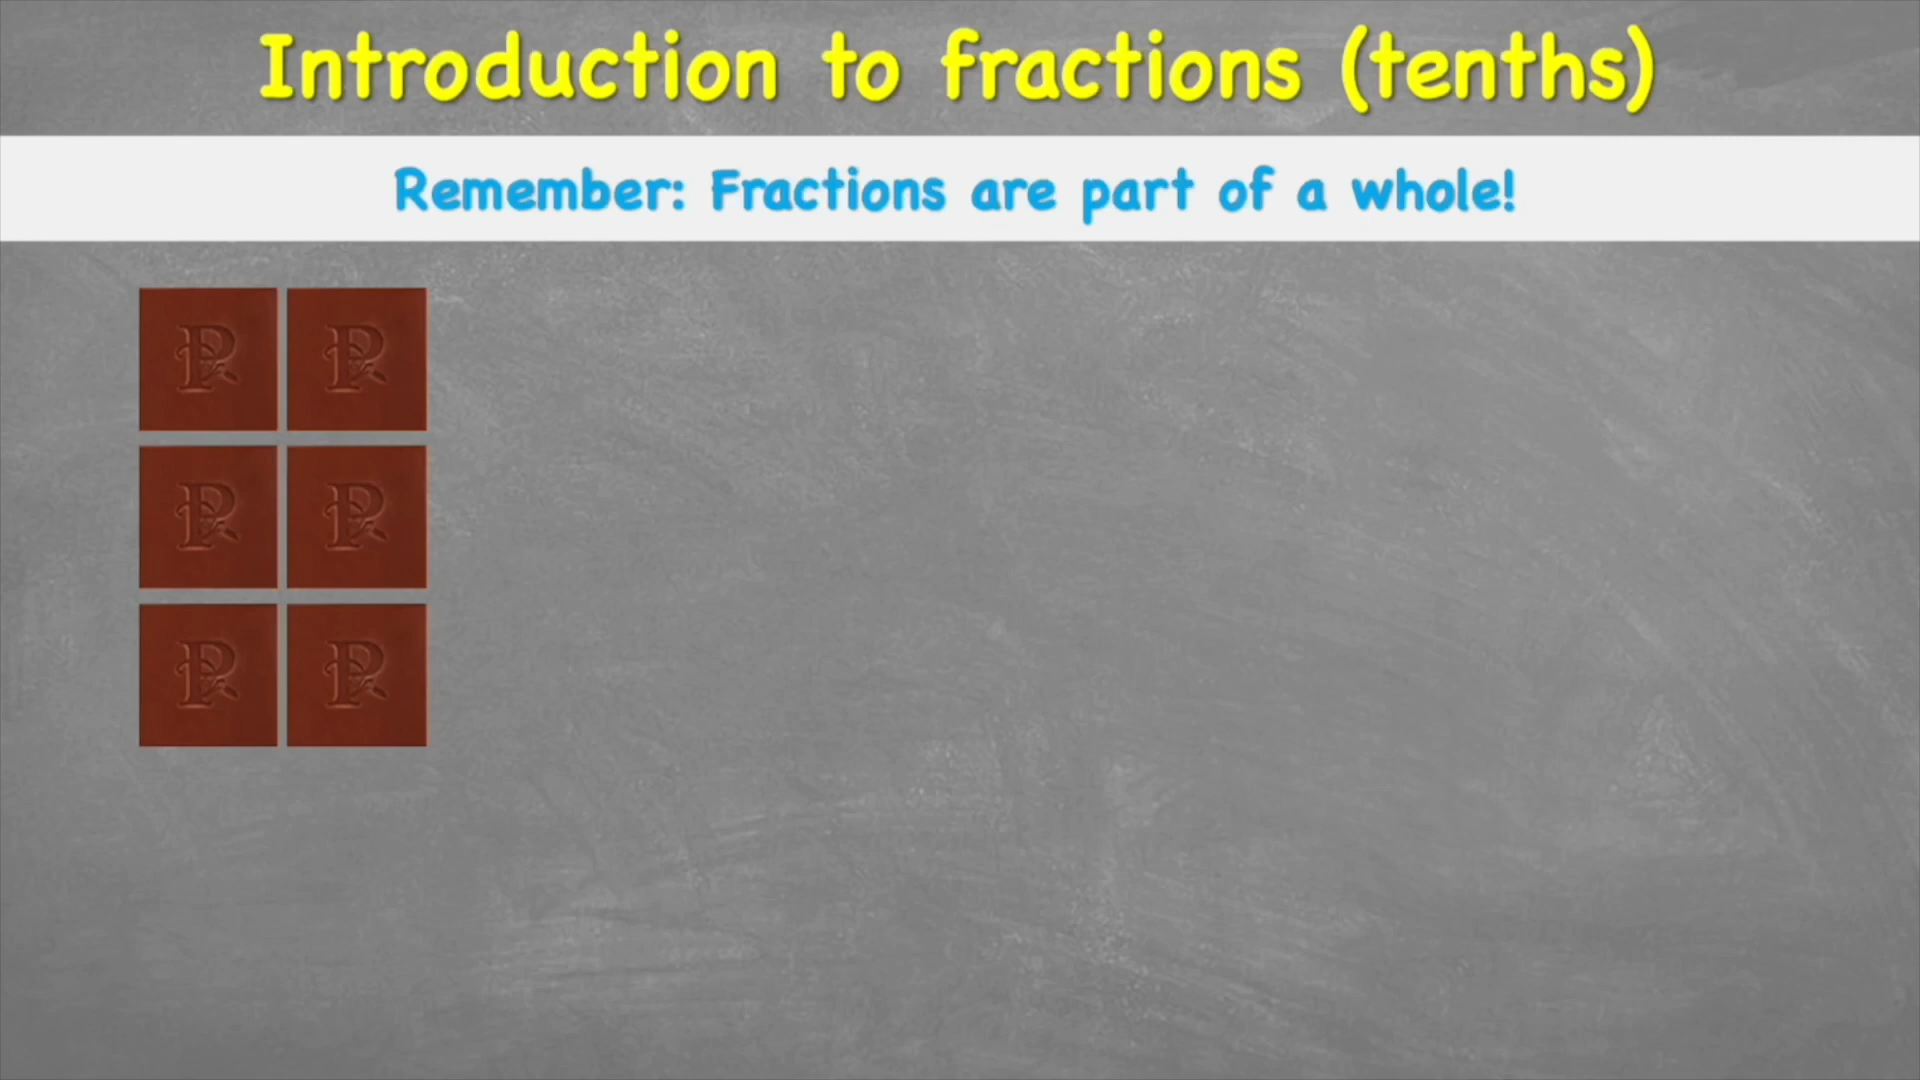 Introduction to fractions (tenths)
Remember: Fractions are part of a whole!